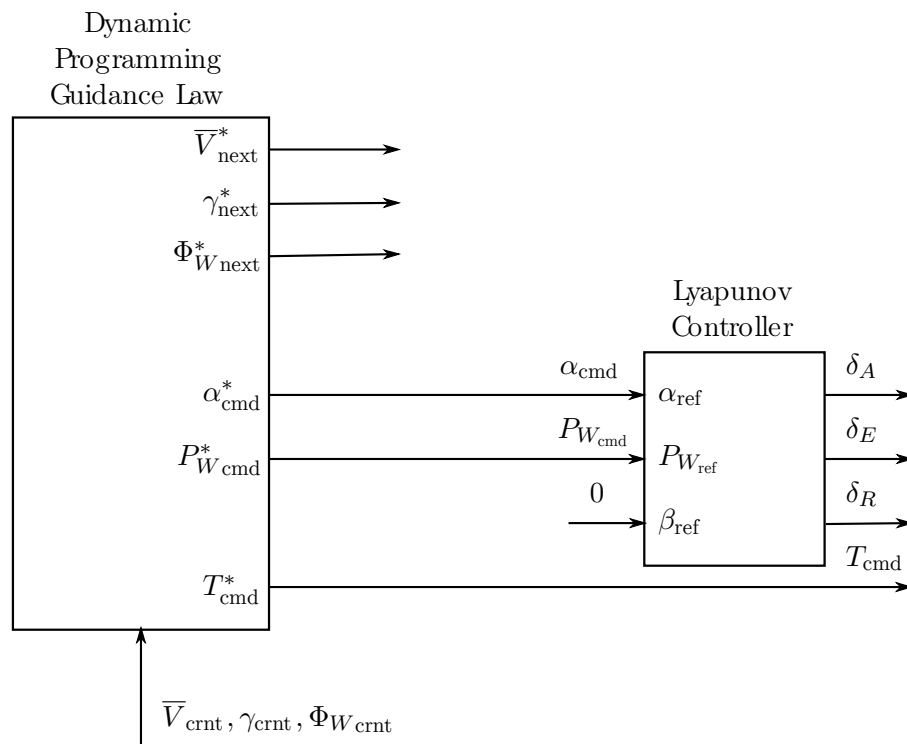 Dynamic
Programming
Guidance Law
V̅*next
γ*next
Φ*W next
Lyapunov
Controller
α*cmd
αcmd
αref
δA
P*W cmd
PWcmd
PWref
δE
0
βref
δR
T*cmd
Tcmd
V̅crnt, γcrnt, ΦW crnt